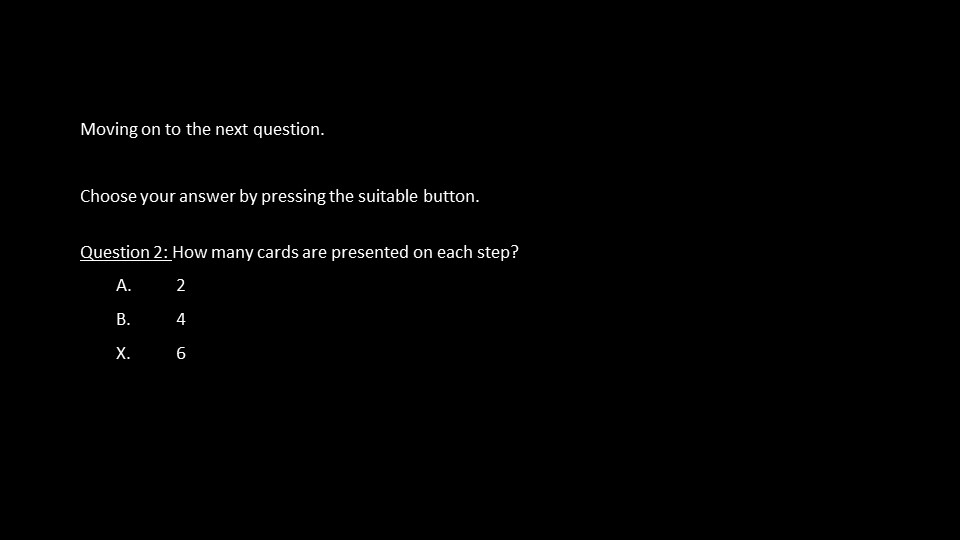 Moving on to the next question.
Choose your answer by pressing the suitable button.
Question 2: How many cards are presented on each step?
A. 2
B. 4
X. 6